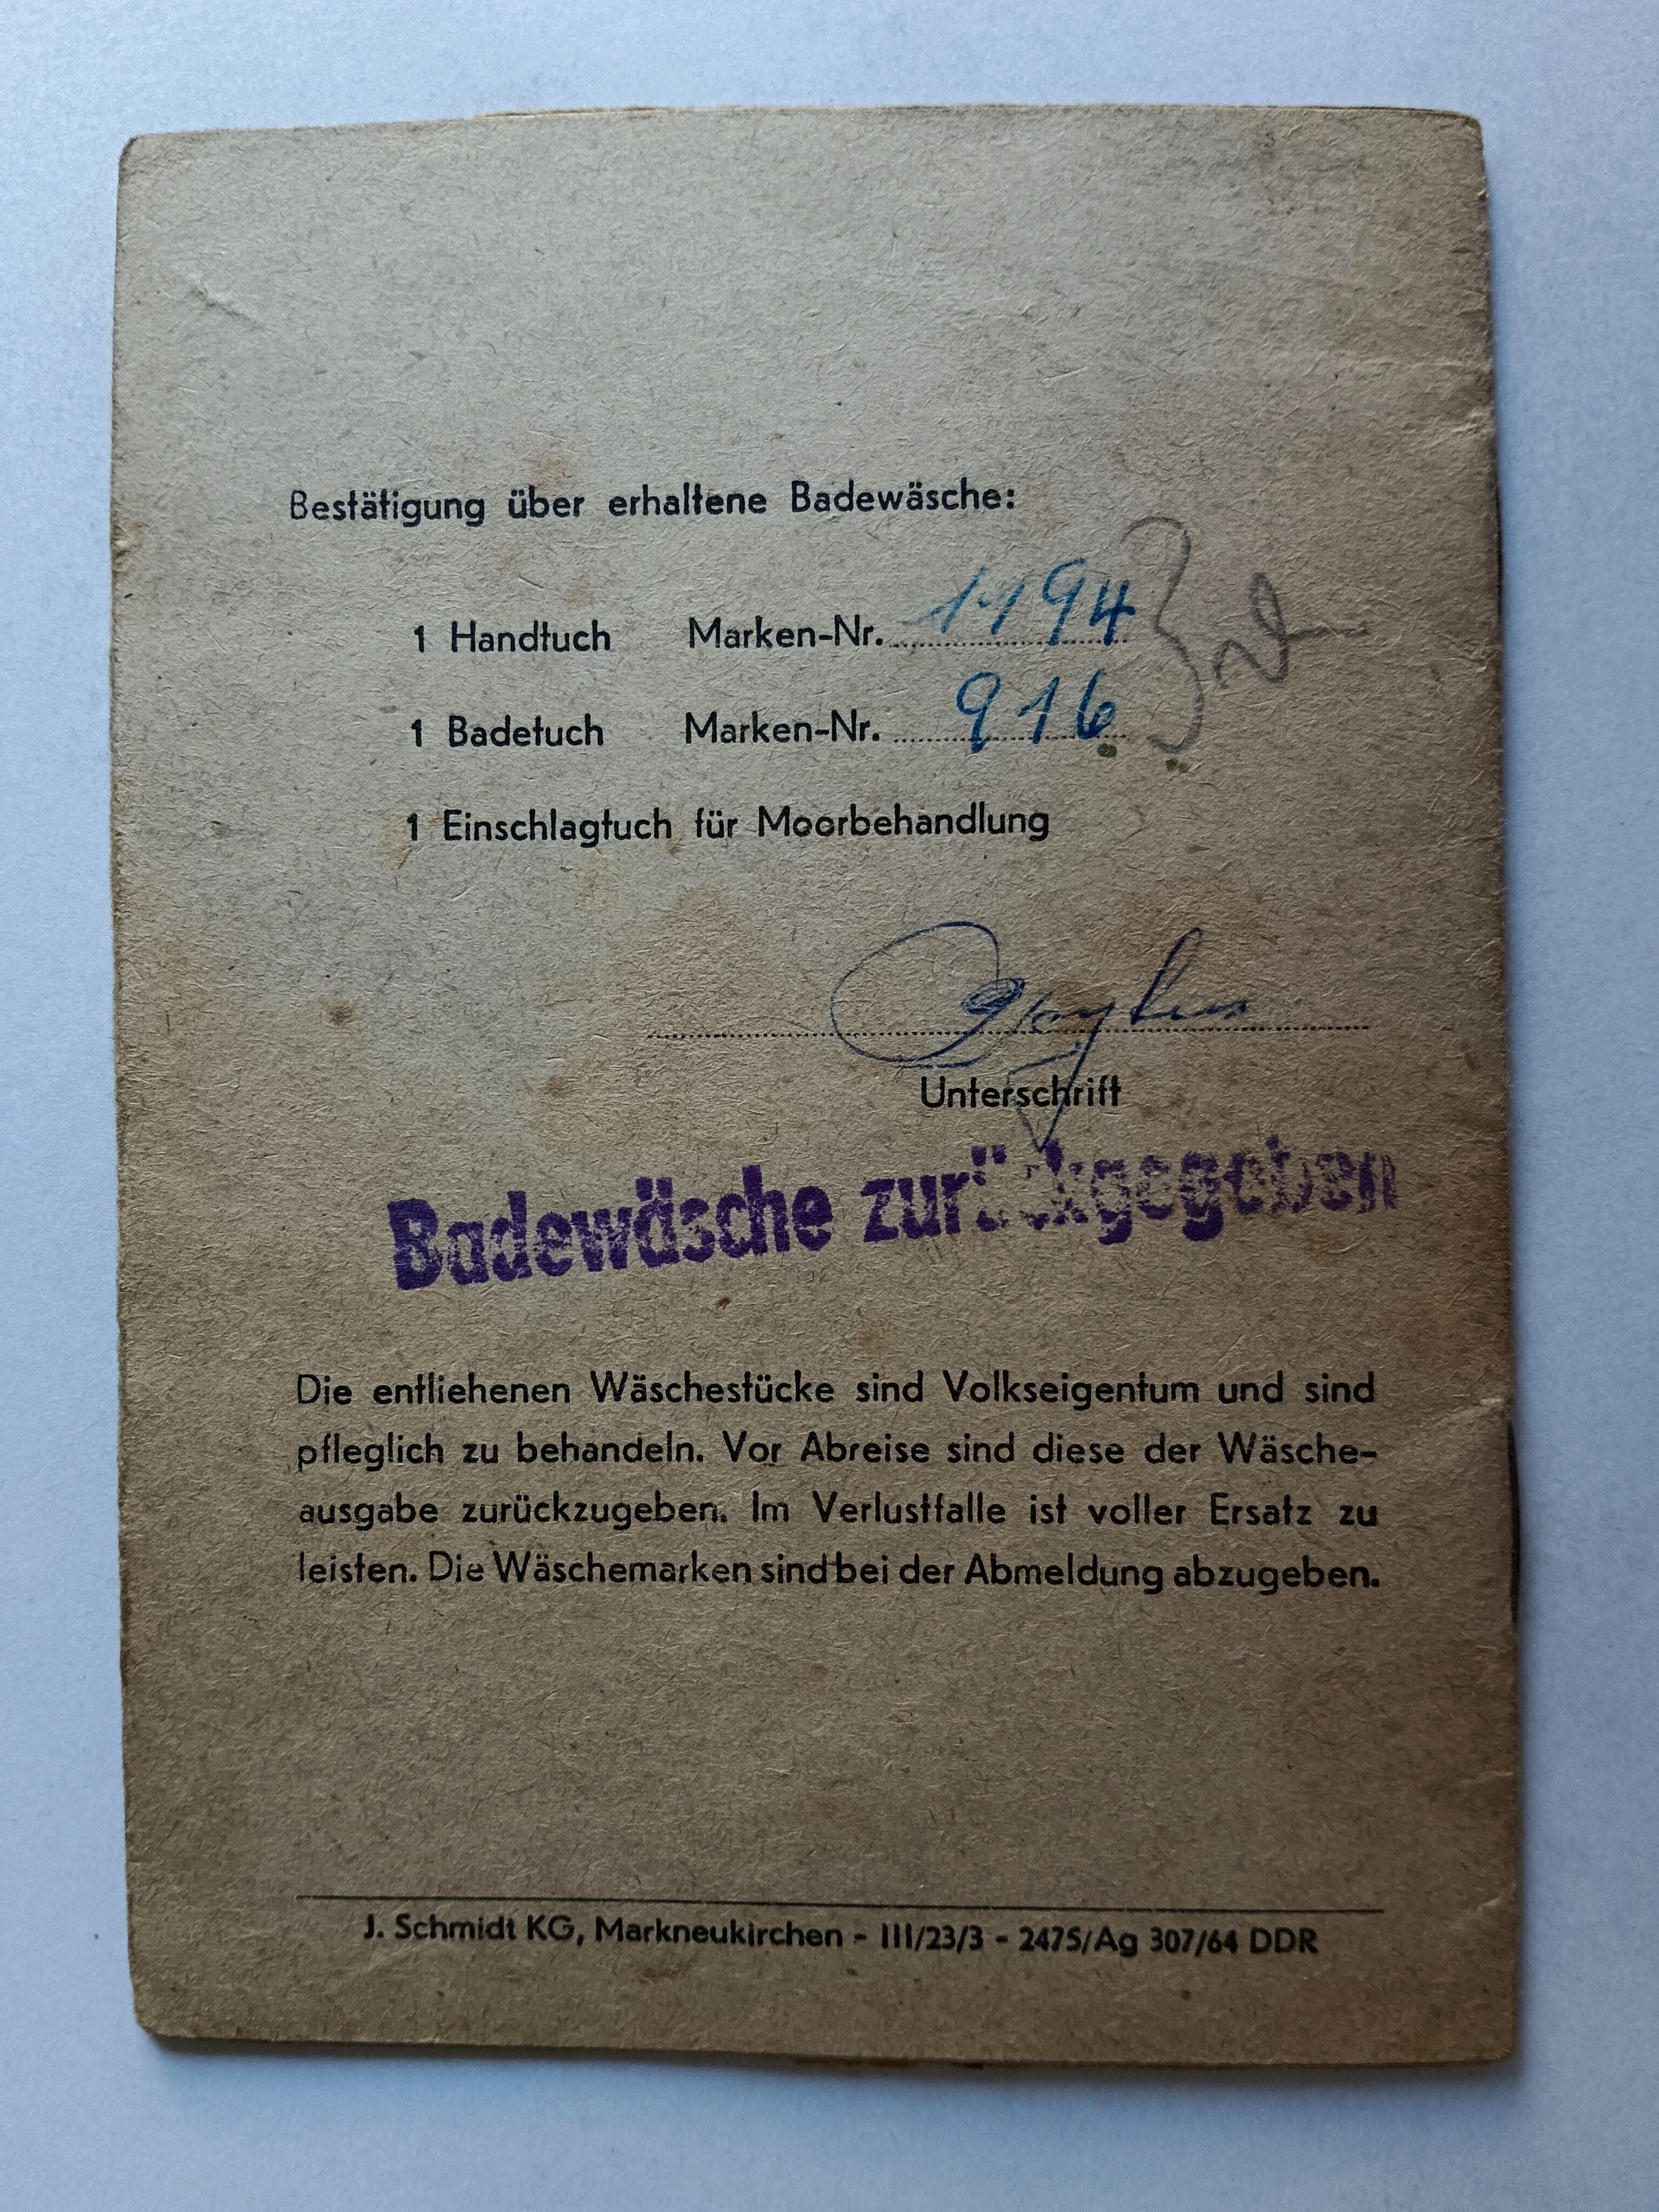 Bestätigung über erhaltene Badewäsche:
1 Handtuch Marken-Nr. 1194
1 Badetuch Marken-Nr. 916
1 Einschlagtuch für Moorbehandlung
Unterschrift
Badewäsche zurückgegeben
Die entliehenen Wäschestücke sind Volkseigentum und sind
pfleglich zu behandeln. Vor Abreise sind diese der Wäsche-
ausgabe zurückzugeben. Im Verlustfalle ist voller Ersatz zu
leisten. Die Wäschemarken sind bei der Abmeldung abzugeben.
J. Schmidt KG, Markneukirchen - III/23/3 - 2475/Ag 307/64 DDR